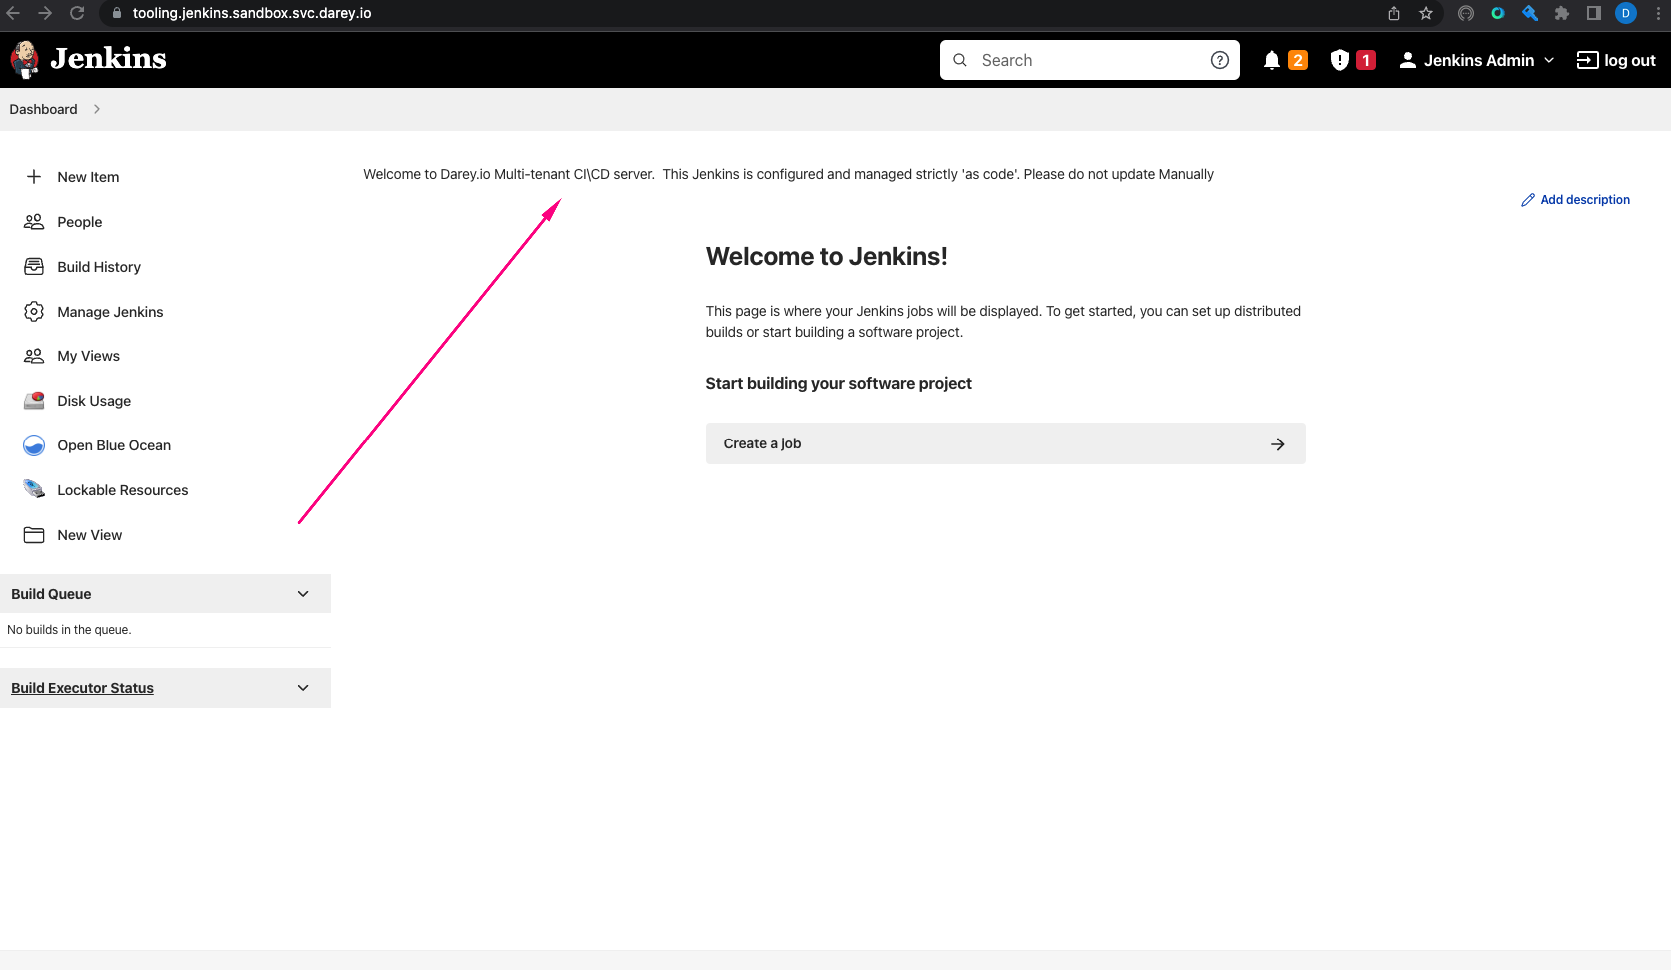 tooling.jenkins.sandbox.svc.darey.io
D
Jenkins
Search
2
1
Jenkins Admin
log out
Dashboard
New Item
People
Build History
Manage Jenkins
My Views
Disk Usage
Open Blue Ocean
Lockable Resources
New View
Build Queue
No builds in the queue.
Build Executor Status
Welcome to Darey.io Multi-tenant CI\CD server.  This Jenkins is configured and managed strictly 'as code'. Please do not update Manually
Add description
Welcome to Jenkins!
This page is where your Jenkins jobs will be displayed. To get started, you can set up distributed
builds or start building a software project.
Start building your software project
Create a job